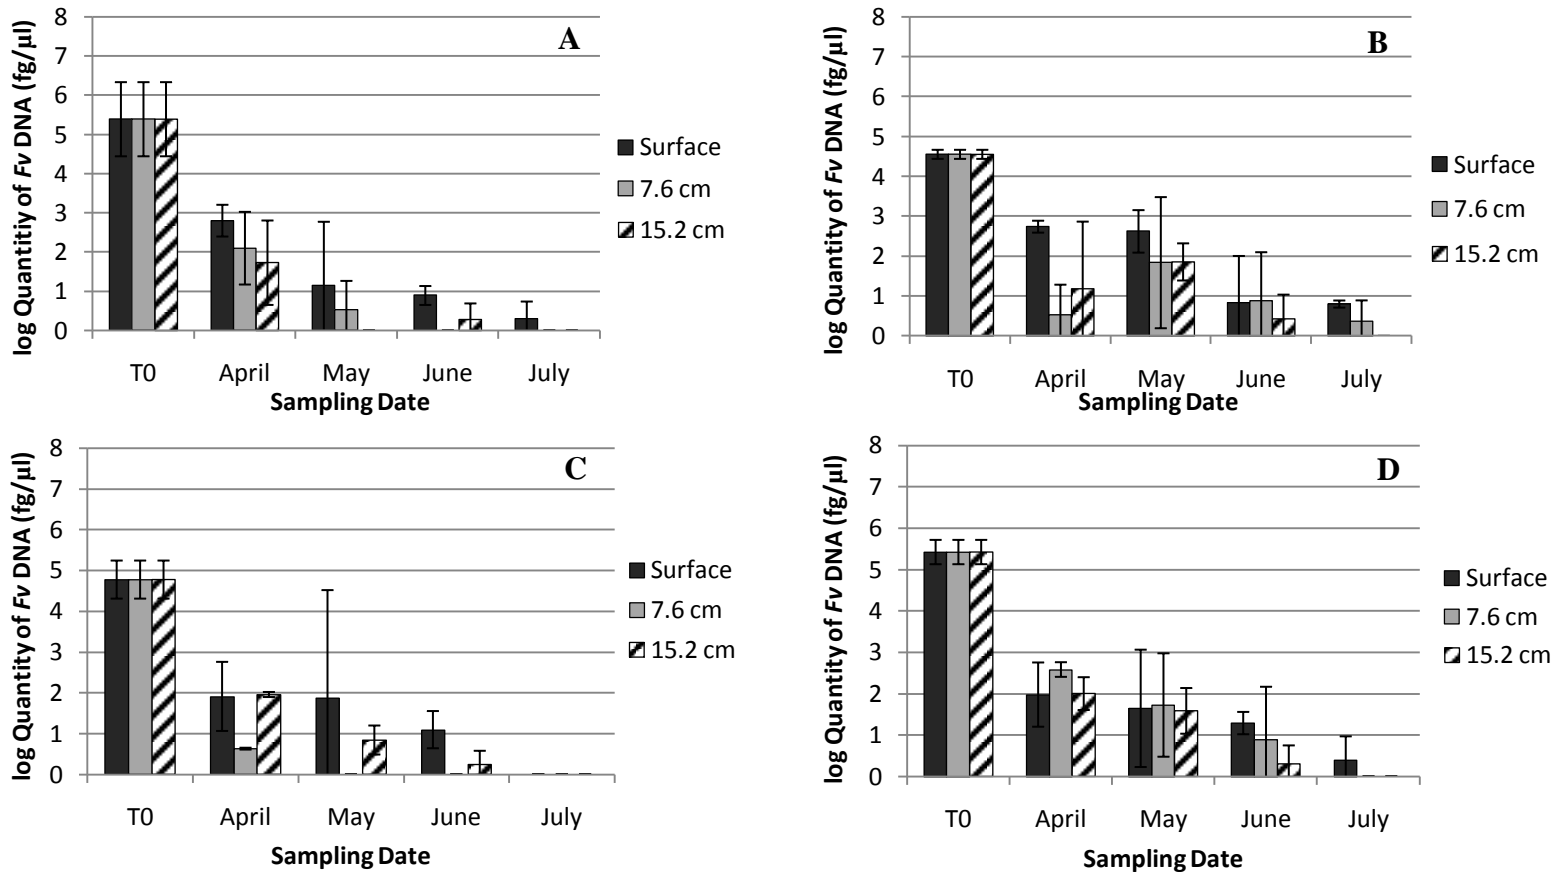 A
log Quantity of Fv DNA (fg/µl)
8
7
6
5
4
3
2
1
0
T0 April May June July
Sampling Date
Surface
7.6 cm
15.2 cm
B
log Quantity of Fv DNA (fg/µl)
8
7
6
5
4
3
2
1
0
T0 April May June July
Sampling Date
Surface
7.6 cm
15.2 cm
C
log Quantity of Fv DNA (fg/µl)
8
7
6
5
4
3
2
1
0
T0 April May June July
Sampling Date
Surface
7.6 cm
15.2 cm
D
log Quantity of Fv DNA (fg/µl)
8
7
6
5
4
3
2
1
0
T0 April May June July
Sampling Date
Surface
7.6 cm
15.2 cm